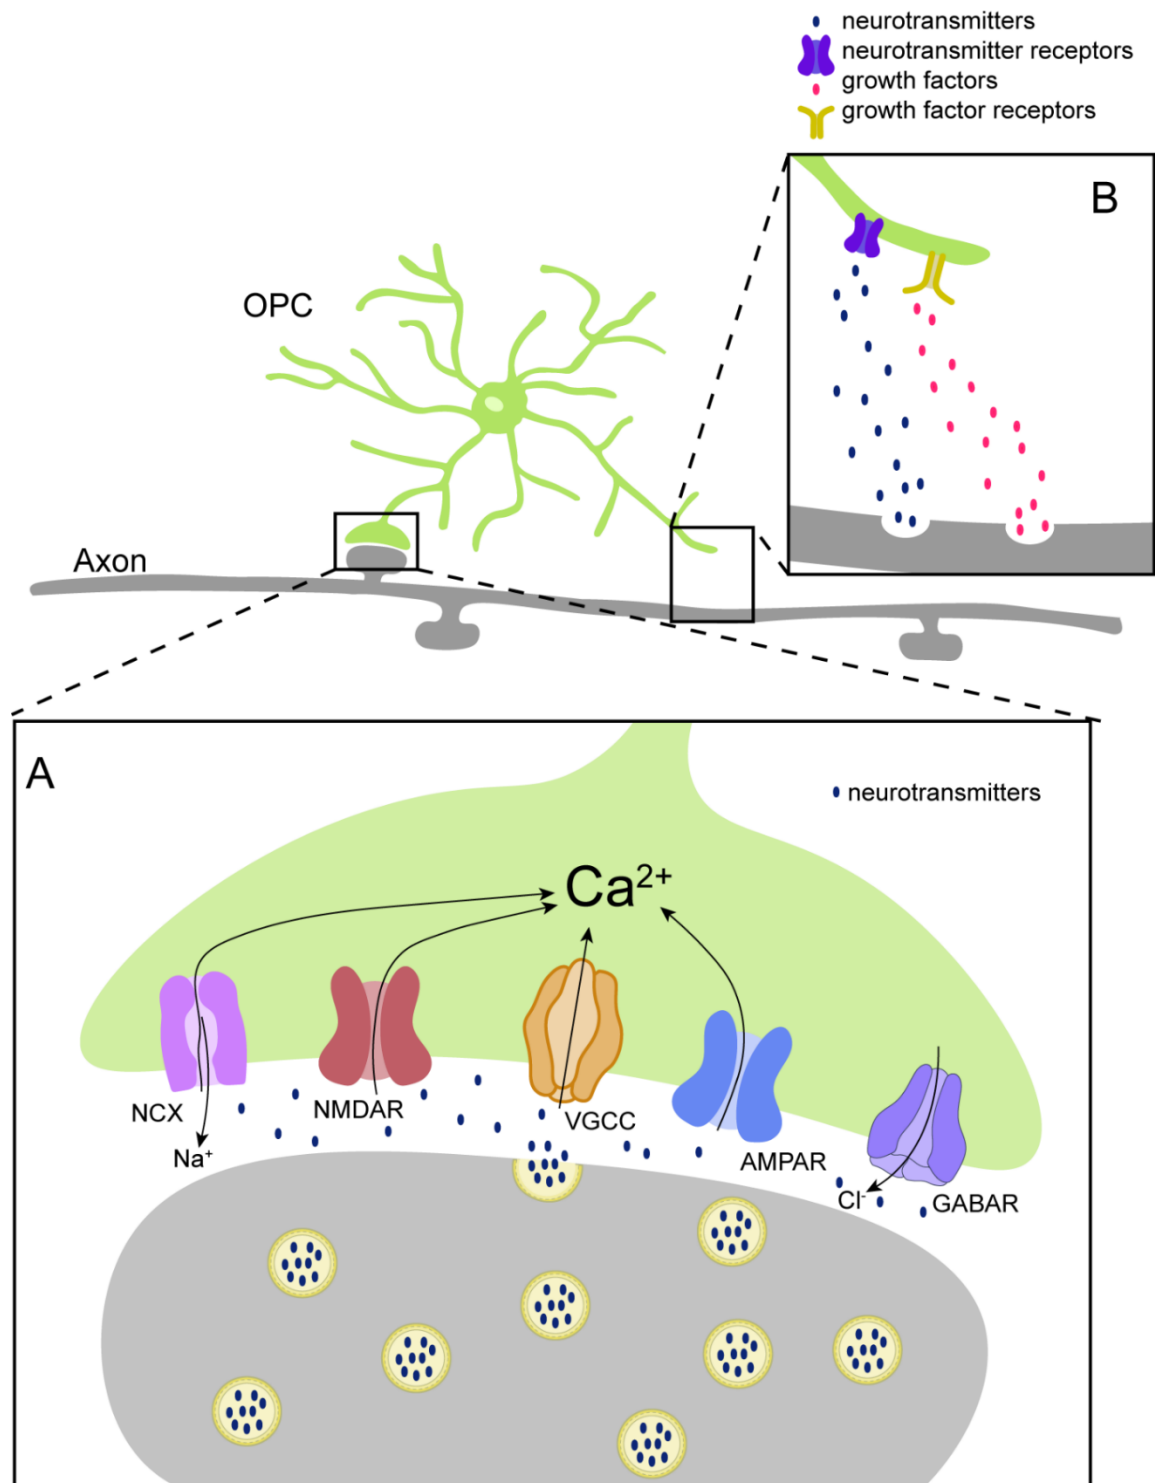 neurotransmitters
neurotransmitter receptors
growth factors
growth factor receptors
B
OPC
Axon
A
neurotransmitters
Ca²⁺
NCX
NMDAR
VGCC
AMPAR
GABAR
Na⁺
Cl⁻